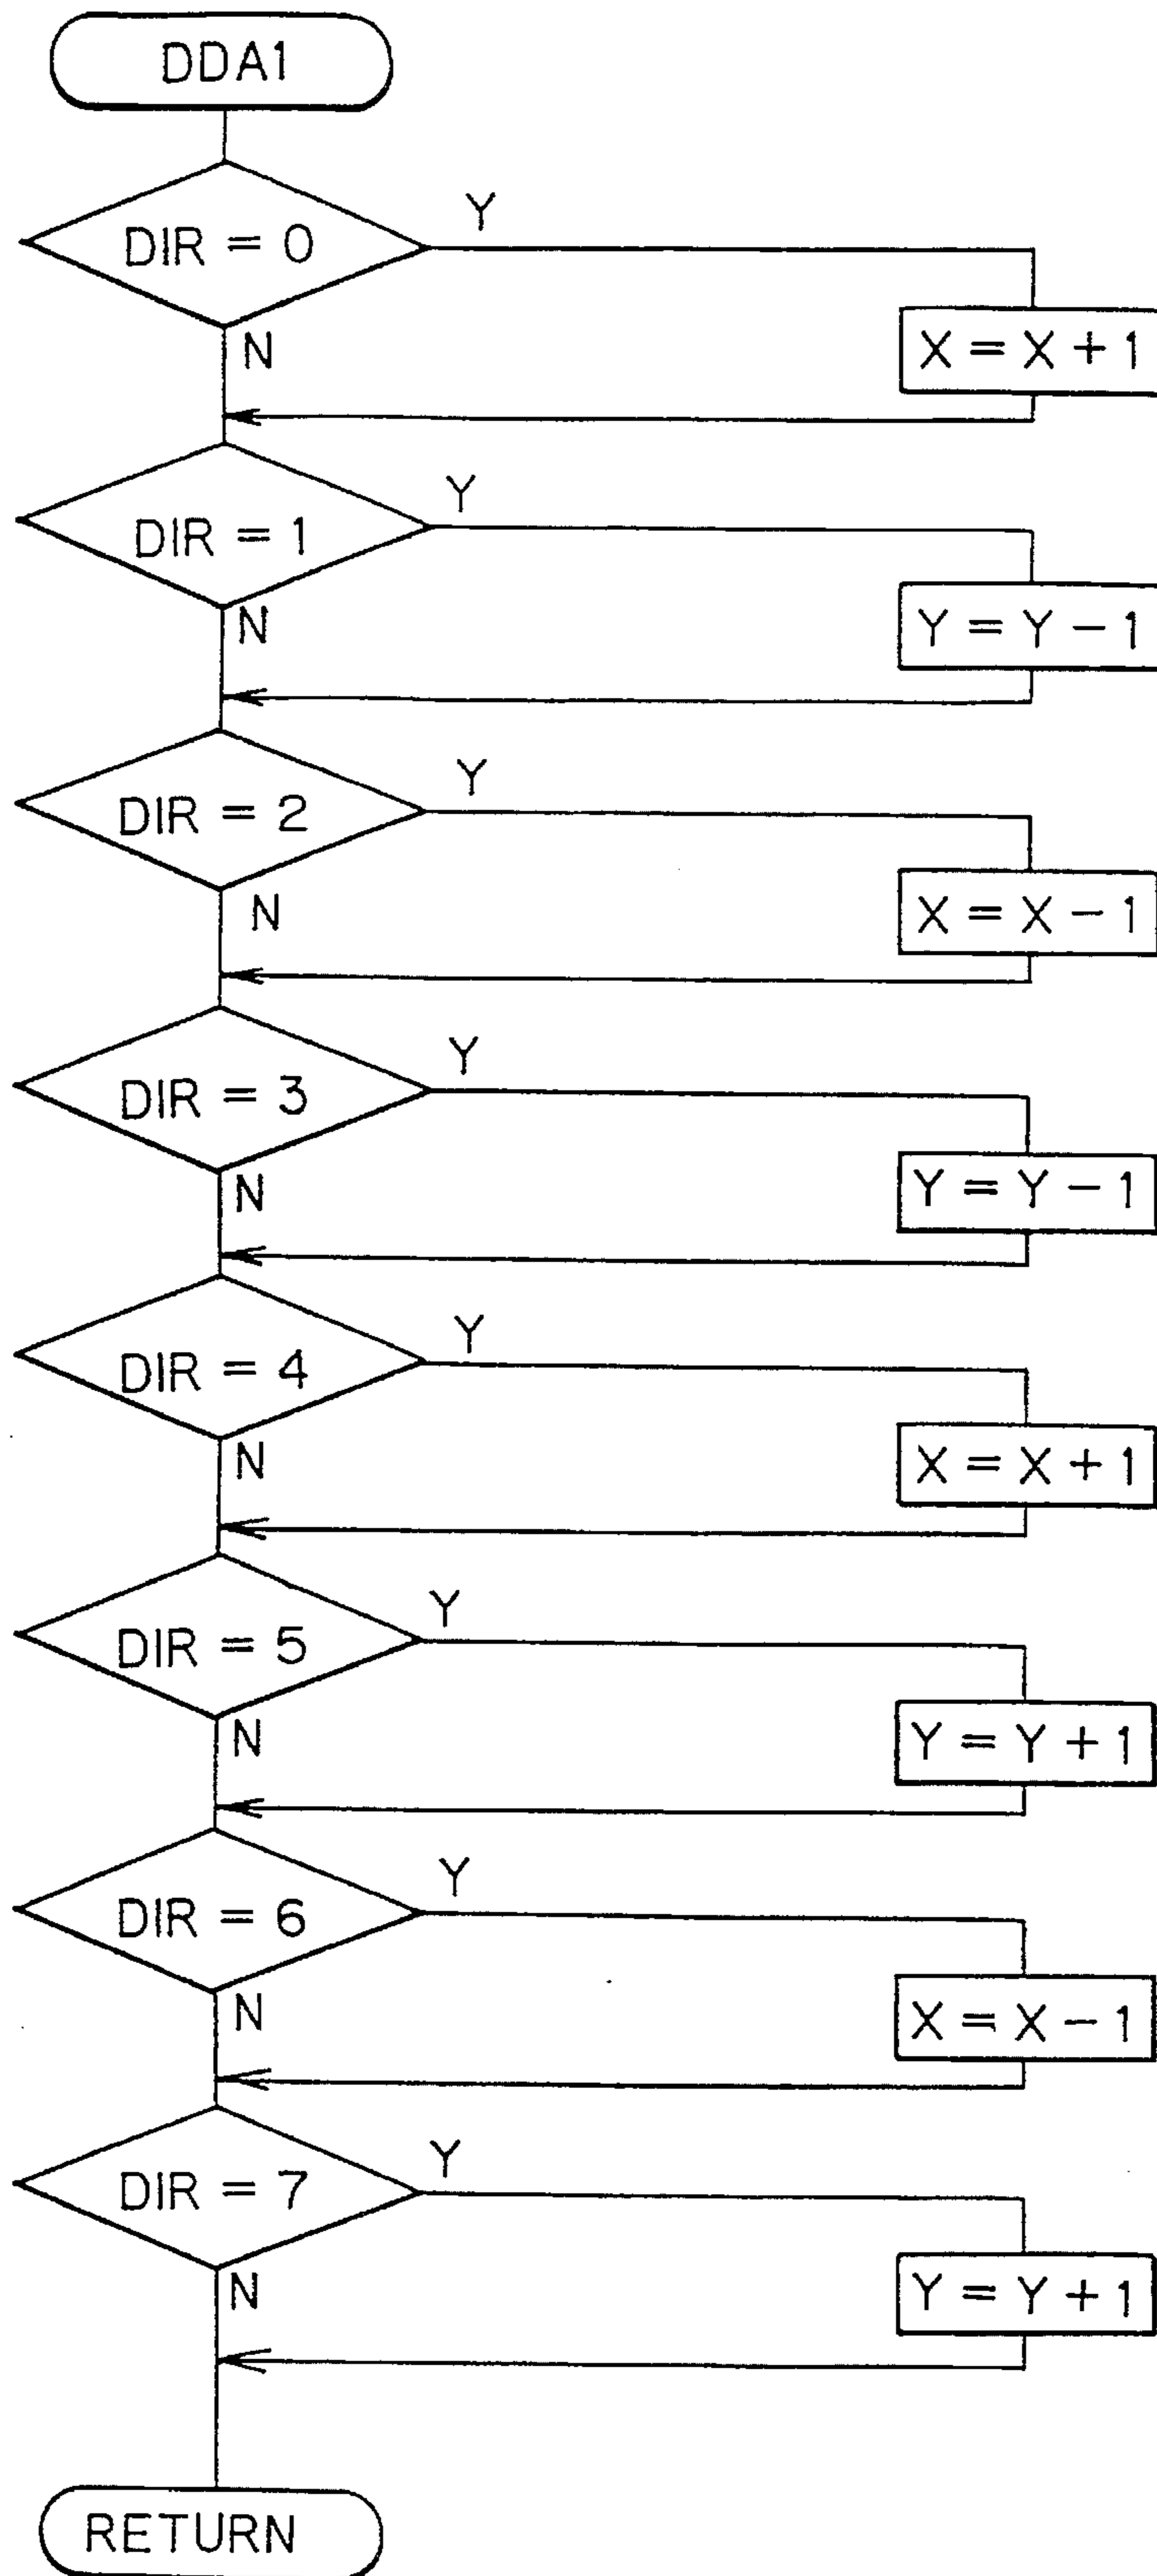 DDA1
DIR = 0
Y
X = X + 1
N
DIR = 1
Y
Y = Y - 1
N
DIR = 2
Y
X = X - 1
N
DIR = 3
Y
Y = Y - 1
N
DIR = 4
Y
X = X + 1
N
DIR = 5
Y
Y = Y + 1
N
DIR = 6
Y
X = X - 1
N
DIR = 7
Y
Y = Y + 1
N
RETURN